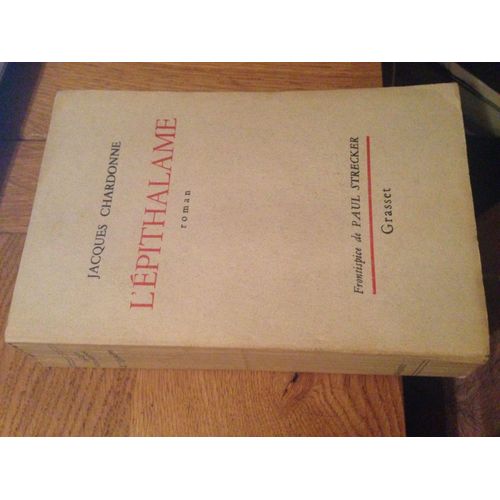 JACQUES CHARDONNE
L'ÉPITHALAME
roman
Frontispice de PAUL STRECKER
Grasset